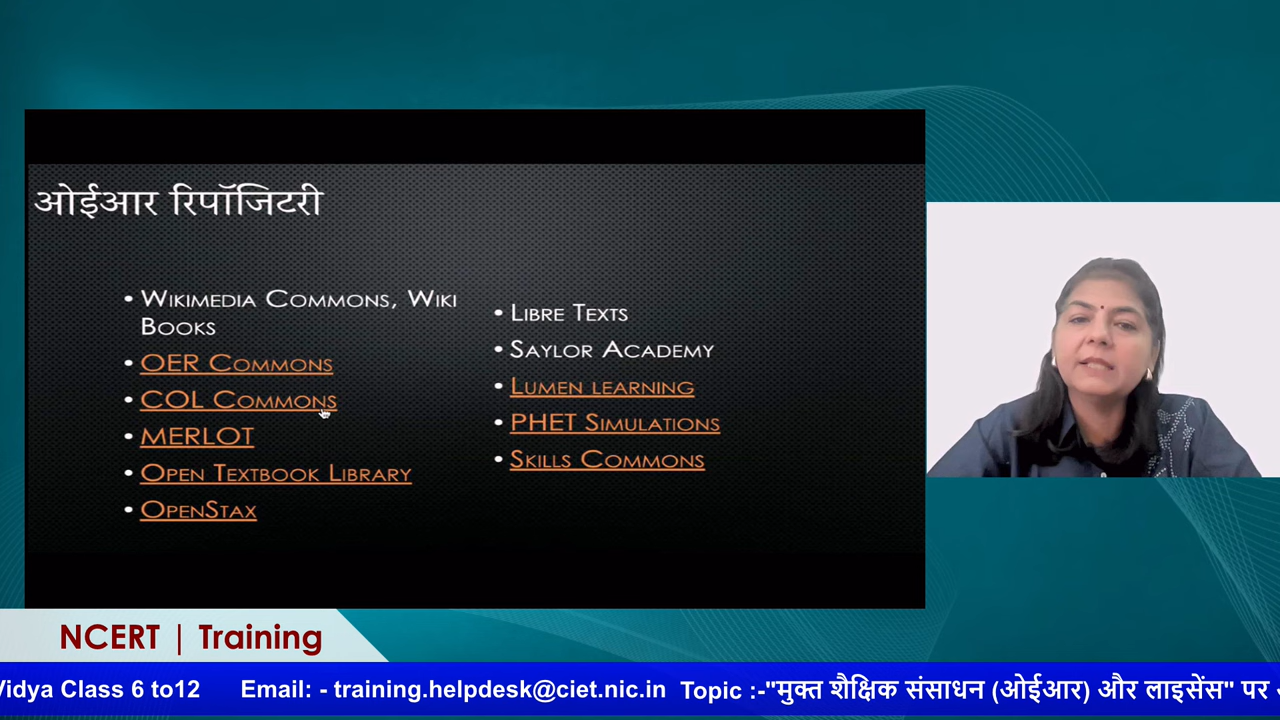 ओईआर रिपॉजिटरी
• Wikimedia Commons, Wiki
Books
• OER Commons
• COL Commons
• MERLOT
• Open Textbook Library
• OpenStax
• Libre Texts
• Saylor Academy
• Lumen learning
• PHET Simulations
• Skills Commons
NCERT | Training
Vidya Class 6 to12 Email: - training.helpdesk@ciet.nic.in Topic :-"मुक्त शैक्षिक संसाधन (ओईआर) और लाइसेंस" पर